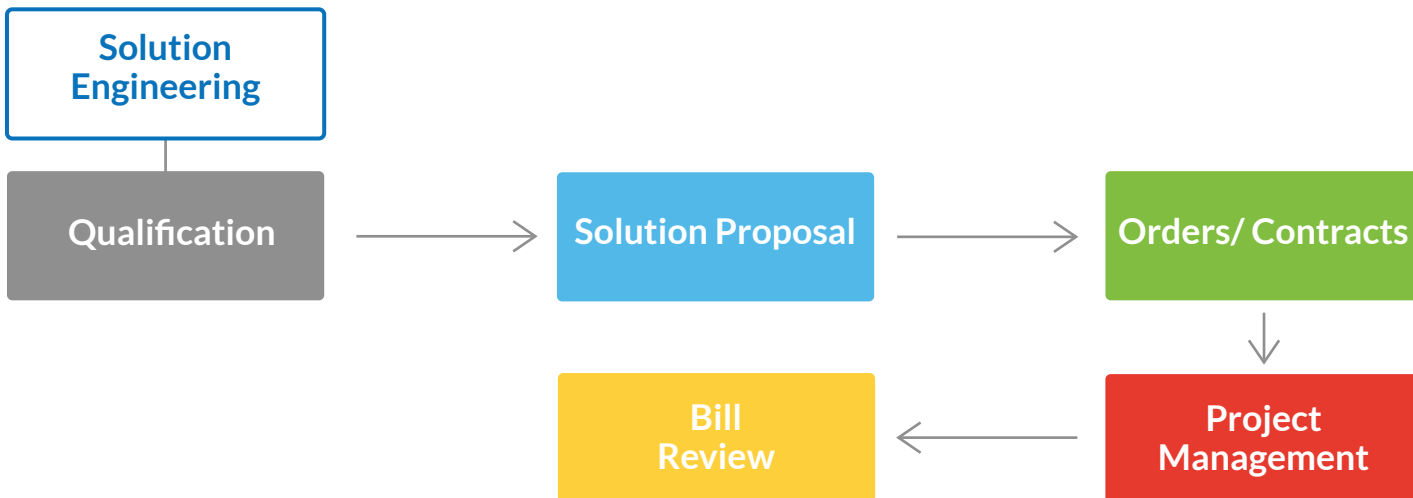 Solution
Engineering
Qualification
Solution Proposal
Orders/ Contracts
Bill
Review
Project
Management